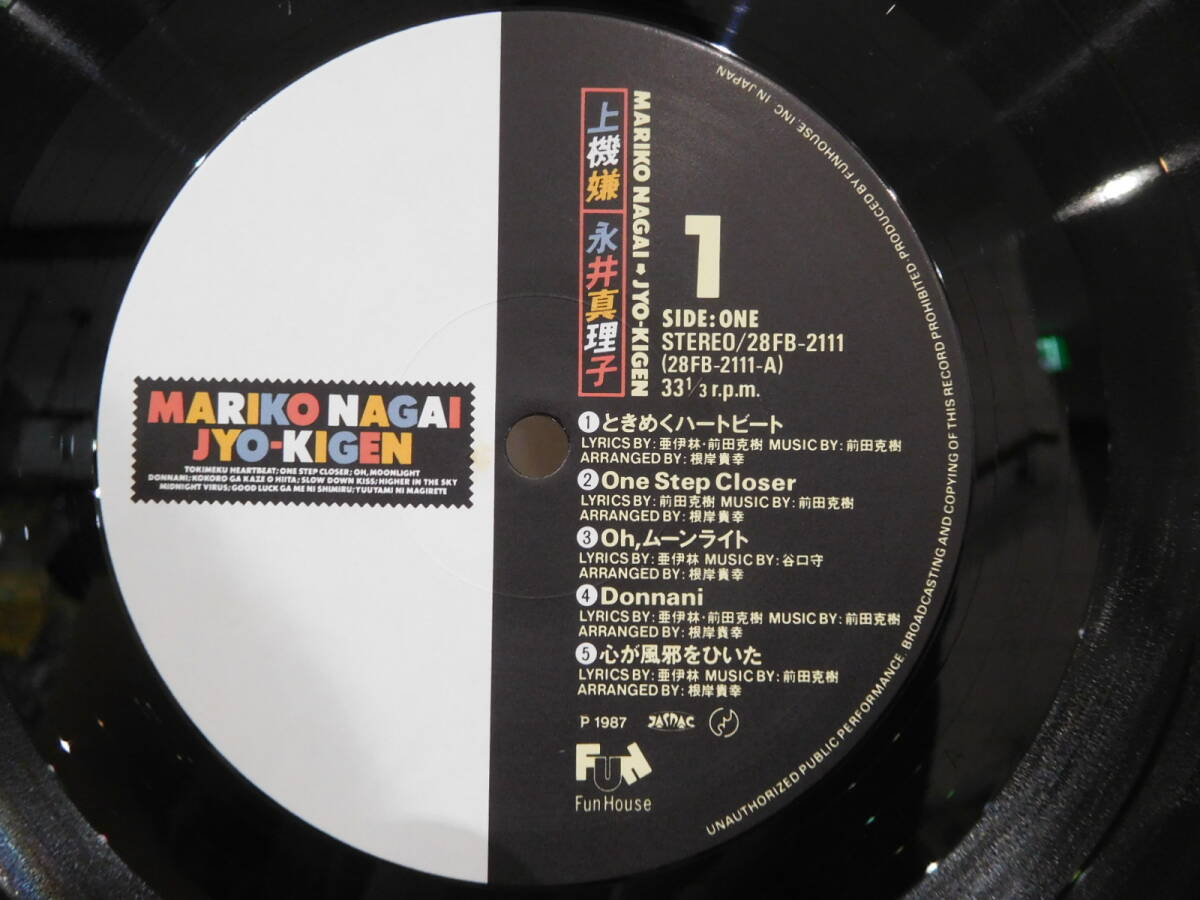 MARIKO NAGAI
JYO-KIGEN
TOKIMEKU HEARTBEAT; ONE STEP CLOSER; OH, MOONLIGHT
DONNANI; KOKORO GA KAZE O HIITA; SLOW DOWN KISS; HIGHER IN THE SKY
MIDNIGHT VIRUS; GOOD LUCK GA ME NI SHIMIRU; YUUYAMI NI MAGIRETE
上機嫌 永井真理子
MARIKO NAGAI➡JYO-KIGEN
1
SIDE: ONE
STEREO/28FB-2111
(28FB-2111-A)
33 1/3 r.p.m.
①ときめくハートビート
LYRICS BY: 亜伊林・前田克樹 MUSIC BY: 前田克樹
ARRANGED BY: 根岸貴幸
②One Step Closer
LYRICS BY: 前田克樹 MUSIC BY: 前田克樹
ARRANGED BY: 根岸貴幸
③Oh,ムーンライト
LYRICS BY: 亜伊林 MUSIC BY: 谷口守
ARRANGED BY: 根岸貴幸
④Donnani
LYRICS BY: 亜伊林・前田克樹 MUSIC BY: 前田克樹
ARRANGED BY: 根岸貴幸
⑤心が風邪をひいた
LYRICS BY: 亜伊林 MUSIC BY: 前田克樹
ARRANGED BY: 根岸貴幸
P 1987 JASRAC
FUN
Fun House
UNAUTHORIZED PUBLIC PERFORMANCE. BROADCASTING AND COPYING OF THIS RECORD PROHIBITED. PRODUCED BY FUNHOUSE, INC. IN JAPAN